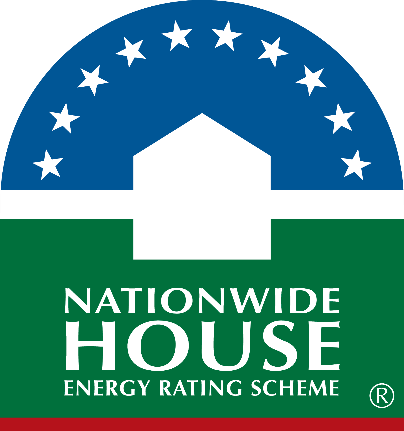 NATIONWIDE
HOUSE
ENERGY RATING SCHEME ®